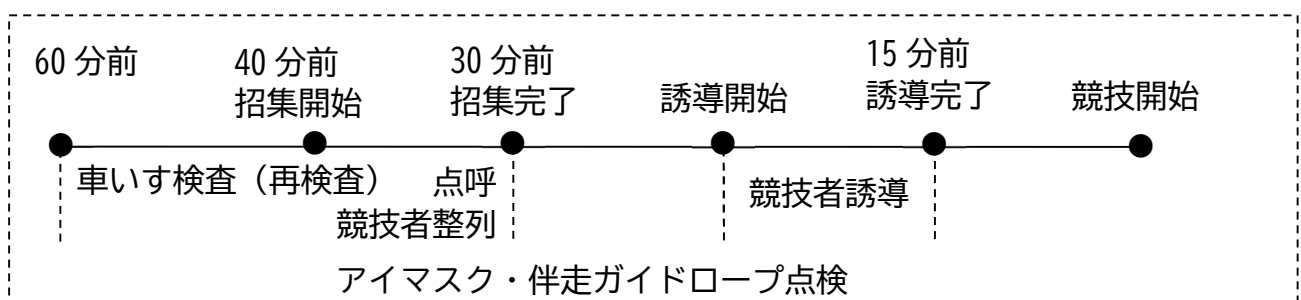 60 分前 40 分前 30 分前 15 分前
招集開始 招集完了 誘導開始 誘導完了 競技開始
車いす検査（再検査） 点呼 競技者誘導
競技者整列
アイマスク・伴走ガイドロープ点検